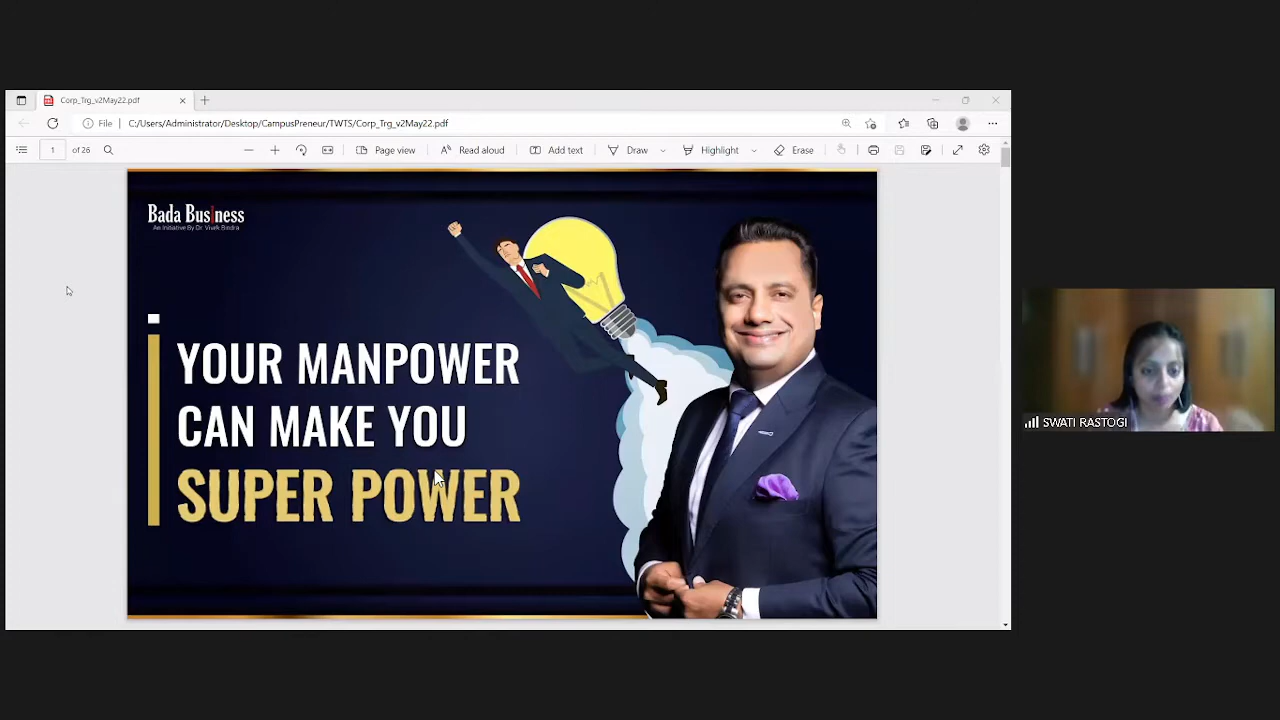 Corp_Trg_v2May22.pdf
File
C:/Users/Administrator/Desktop/CampusPreneur/TWTS/Corp_Trg_v2May22.pdf
1 of 26
Page view
Read aloud
Add text
Draw
Highlight
Erase
Bada Business
An Initiative By Dr. Vivek Bindra
YOUR MANPOWER
CAN MAKE YOU
SUPER POWER
SWATI RASTOGI